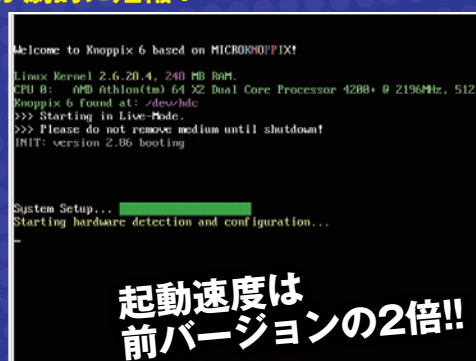 Welcome to Knoppix 6 based on MICROKNOPPIX!
Linux Kernel 2.6.28.4, 248 MB RAM.
CPU 0: AMD Athlon(tm) 64 X2 Dual Core Processor 4200+ @ 2196MHz, 512
Knoppix 6 found at: /dev/hdc
>>> Starting in Live-Mode.
>>> Please do not remove medium until shutdown!
INIT: version 2.86 booting
System Setup...
Starting hardware detection and configuration...
起動速度は
前バージョンの2倍!!